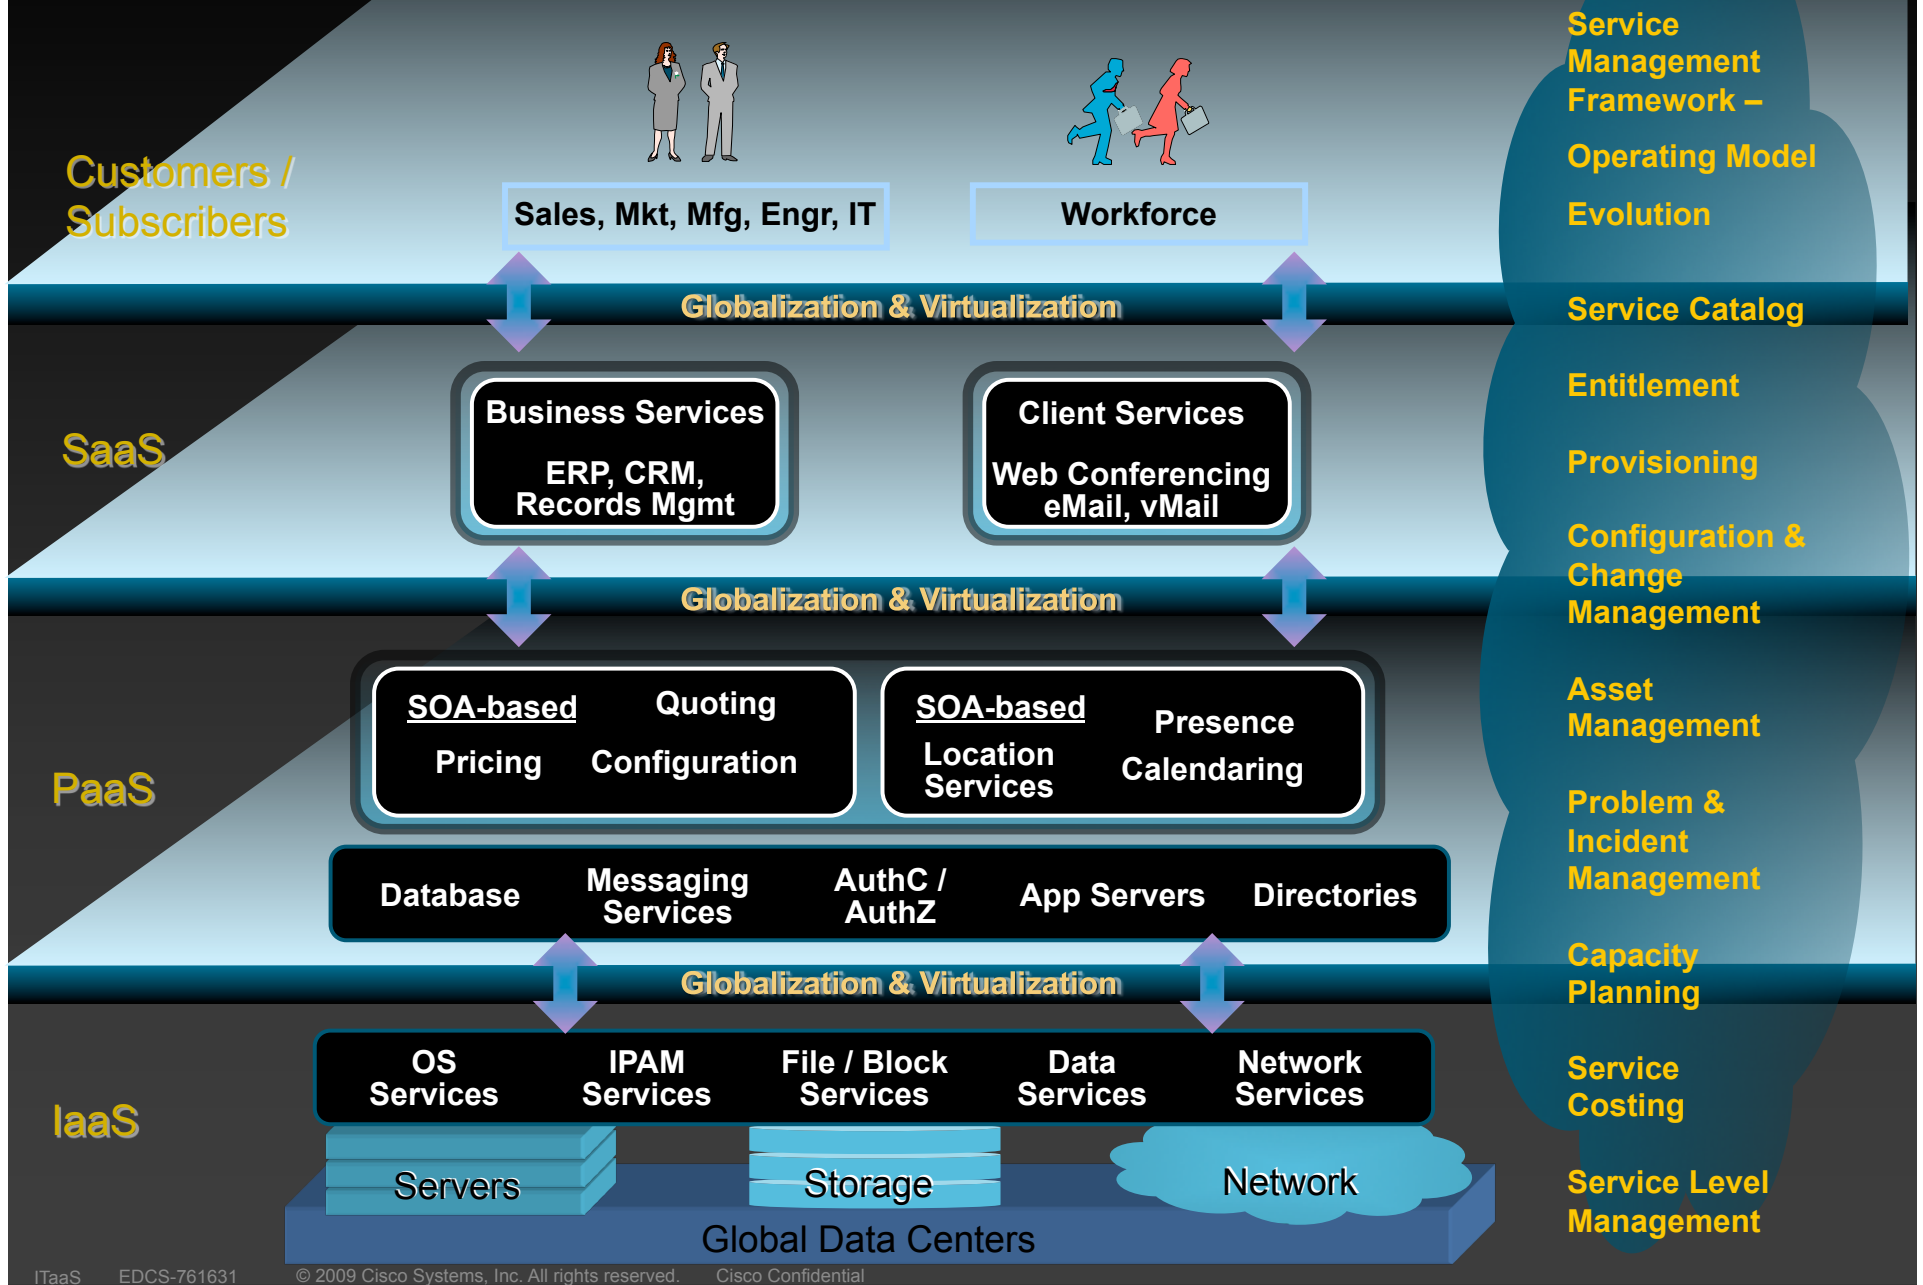 Customers /
Subscribers
Sales, Mkt, Mfg, Engr, IT
Workforce
Globalization & Virtualization
SaaS
Business Services
ERP, CRM,
Records Mgmt
Client Services
Web Conferencing
eMail, vMail
Globalization & Virtualization
PaaS
SOA-based
Quoting
Pricing
Configuration
SOA-based
Presence
Location
Services
Calendaring
Database
Messaging
Services
AuthC /
AuthZ
App Servers
Directories
Globalization & Virtualization
IaaS
OS
Services
IPAM
Services
File / Block
Services
Data
Services
Network
Services
Servers
Storage
Network
Global Data Centers
Service
Management
Framework –
Operating Model
Evolution
Service Catalog
Entitlement
Provisioning
Configuration &
Change
Management
Asset
Management
Problem &
Incident
Management
Capacity
Planning
Service
Costing
Service Level
Management
ITaaS EDCS-761631 © 2009 Cisco Systems, Inc. All rights reserved. Cisco Confidential